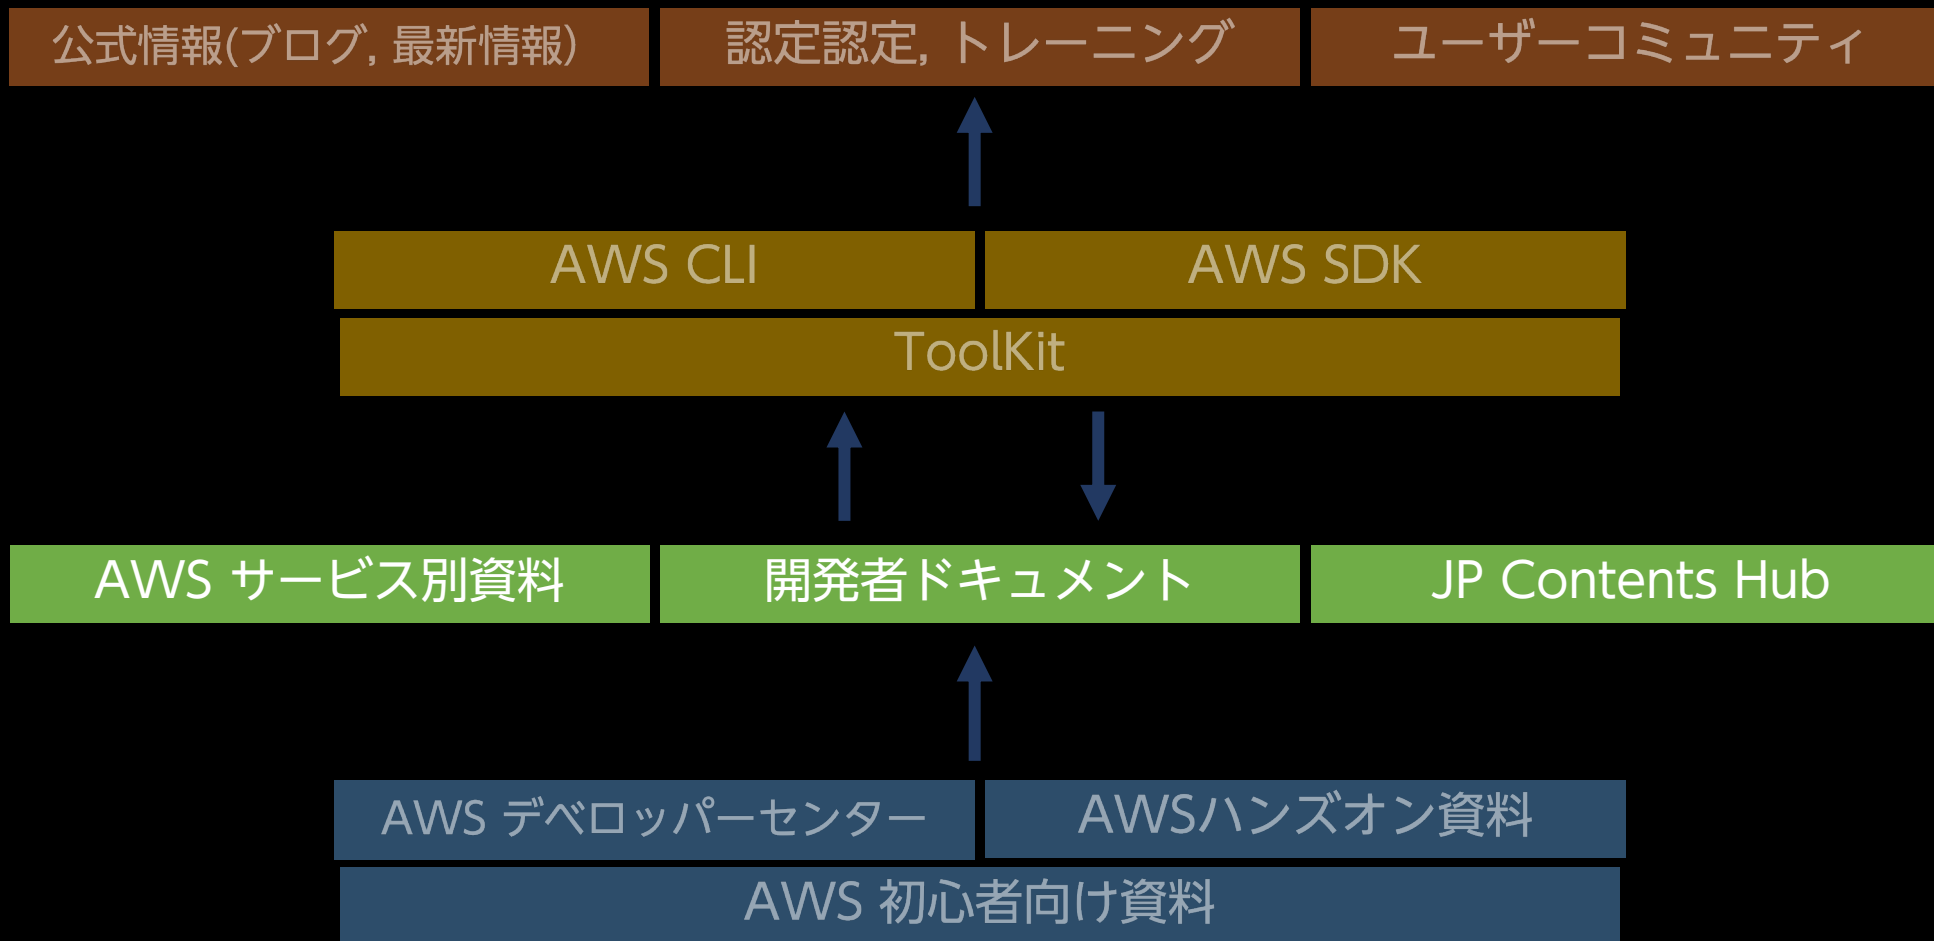 公式情報(ブログ, 最新情報)
認定認定, トレーニング
ユーザーコミュニティ
AWS CLI
AWS SDK
ToolKit
AWS サービス別資料
開発者ドキュメント
JP Contents Hub
AWS デベロッパーセンター
AWSハンズオン資料
AWS 初心者向け資料